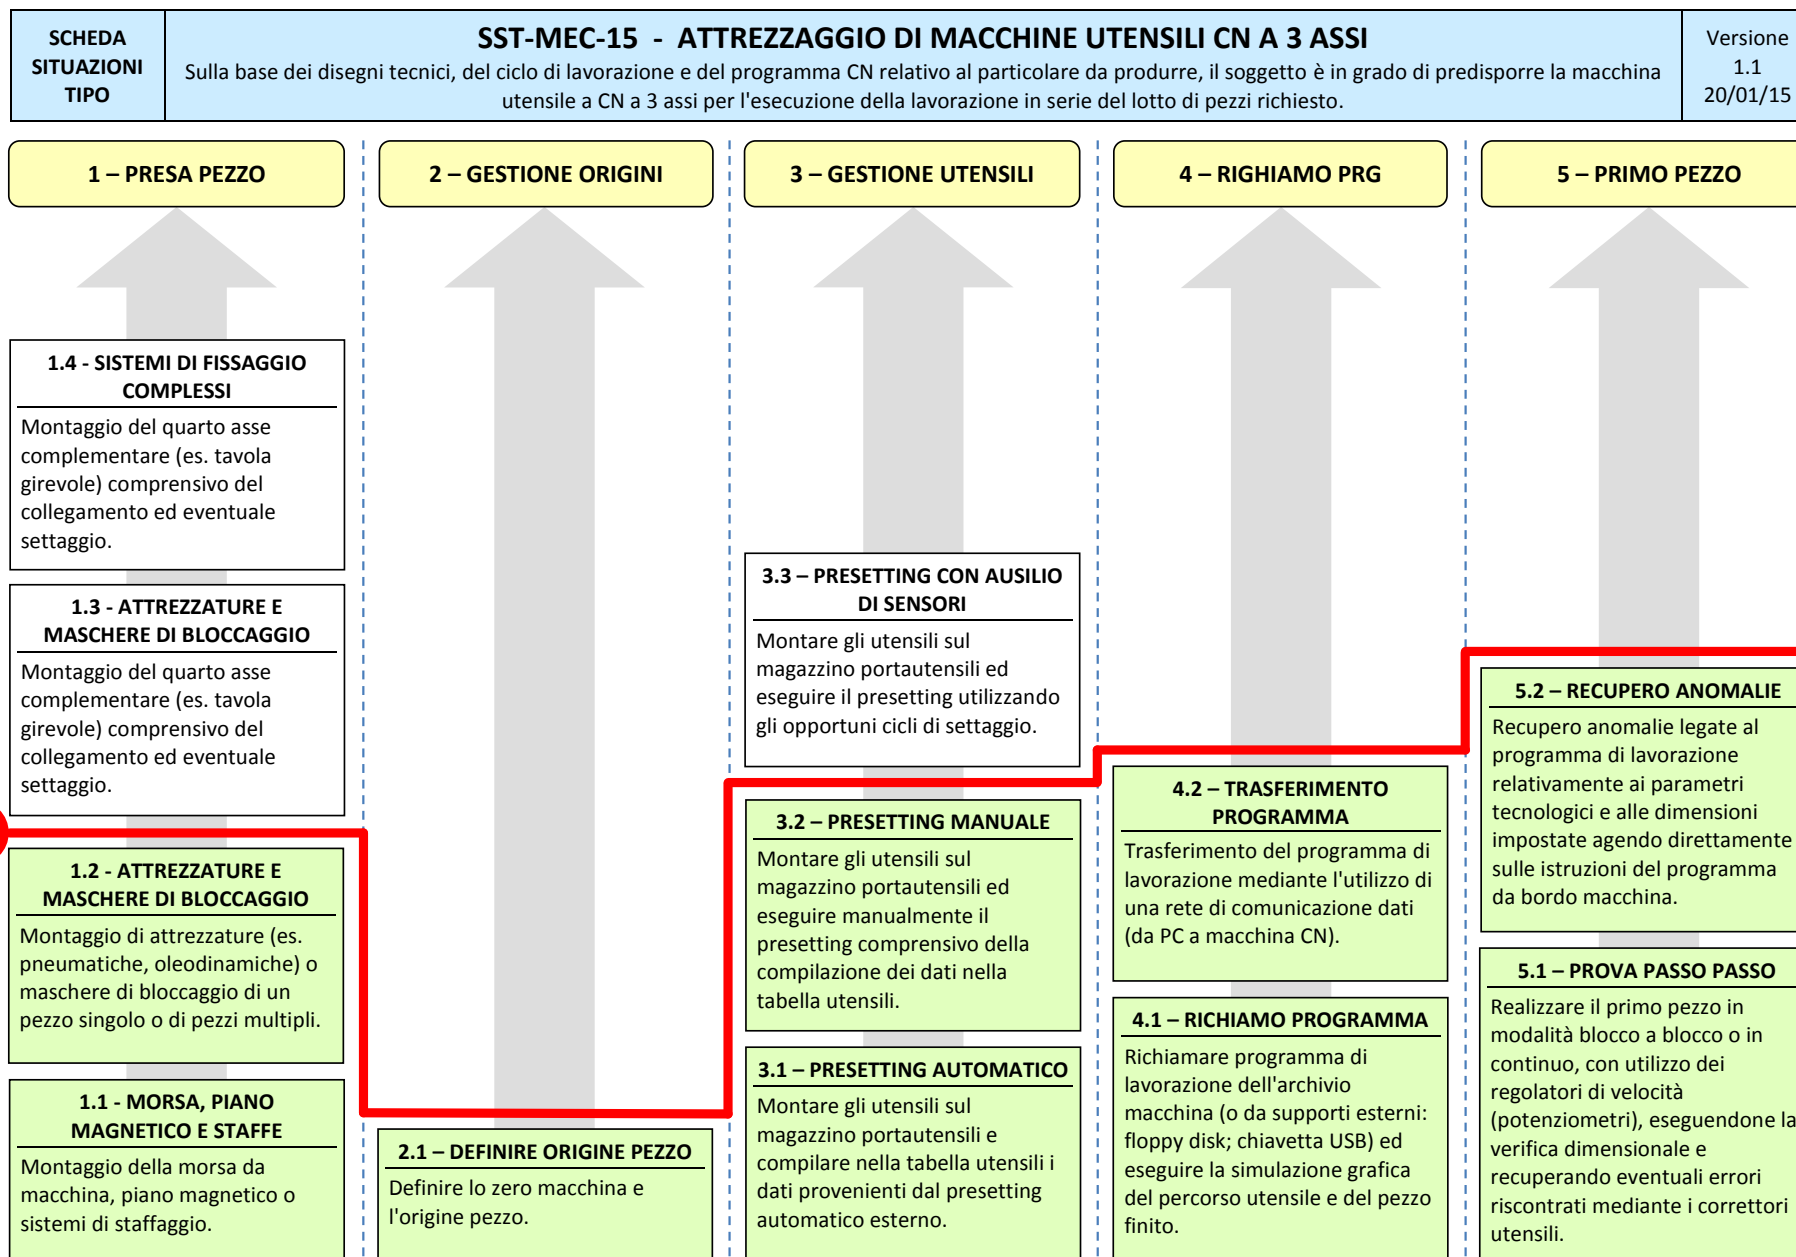 SCHEDA
SITUAZIONI
TIPO
SST-MEC-15 - ATTREZZAGGIO DI MACCHINE UTENSILI CN A 3 ASSI
Sulla base dei disegni tecnici, del ciclo di lavorazione e del programma CN relativo al particolare da produrre, il soggetto è in grado di predisporre la macchina
utensile a CN a 3 assi per l'esecuzione della lavorazione in serie del lotto di pezzi richiesto.
Versione
1.1
20/01/15
1 – PRESA PEZZO
1.4 - SISTEMI DI FISSAGGIO
COMPLESSI
Montaggio del quarto asse
complementare (es. tavola
girevole) comprensivo del
collegamento ed eventuale
settaggio.
1.3 - ATTREZZATURE E
MASCHERE DI BLOCCAGGIO
Montaggio del quarto asse
complementare (es. tavola
girevole) comprensivo del
collegamento ed eventuale
settaggio.
1.2 - ATTREZZATURE E
MASCHERE DI BLOCCAGGIO
Montaggio di attrezzature (es.
pneumatiche, oleodinamiche) o
maschere di bloccaggio di un
pezzo singolo o di pezzi multipli.
1.1 - MORSA, PIANO
MAGNETICO E STAFFE
Montaggio della morsa da
macchina, piano magnetico o
sistemi di staffaggio.
2 – GESTIONE ORIGINI
2.1 – DEFINIRE ORIGINE PEZZO
Definire lo zero macchina e
l'origine pezzo.
3 – GESTIONE UTENSILI
3.3 – PRESETTING CON AUSILIO
DI SENSORI
Montare gli utensili sul
magazzino portautensili ed
eseguire il presetting utilizzando
gli opportuni cicli di settaggio.
3.2 – PRESETTING MANUALE
Montare gli utensili sul
magazzino portautensili ed
eseguire manualmente il
presetting comprensivo della
compilazione dei dati nella
tabella utensili.
3.1 – PRESETTING AUTOMATICO
Montare gli utensili sul
magazzino portautensili e
compilare nella tabella utensili i
dati provenienti dal presetting
automatico esterno.
4 – RIGHIAMO PRG
4.2 – TRASFERIMENTO
PROGRAMMA
Trasferimento del programma di
lavorazione mediante l'utilizzo di
una rete di comunicazione dati
(da PC a macchina CN).
4.1 – RICHIAMO PROGRAMMA
Richiamare programma di
lavorazione dell'archivio
macchina (o da supporti esterni:
floppy disk; chiavetta USB) ed
eseguire la simulazione grafica
del percorso utensile e del pezzo
finito.
5 – PRIMO PEZZO
5.2 – RECUPERO ANOMALIE
Recupero anomalie legate al
programma di lavorazione
relativamente ai parametri
tecnologici e alle dimensioni
impostate agendo direttamente
sulle istruzioni del programma
da bordo macchina.
5.1 – PROVA PASSO PASSO
Realizzare il primo pezzo in
modalità blocco a blocco o in
continuo, con utilizzo dei
regolatori di velocità
(potenziometri), eseguendone la
verifica dimensionale e
recuperando eventuali errori
riscontrati mediante i correttori
utensili.